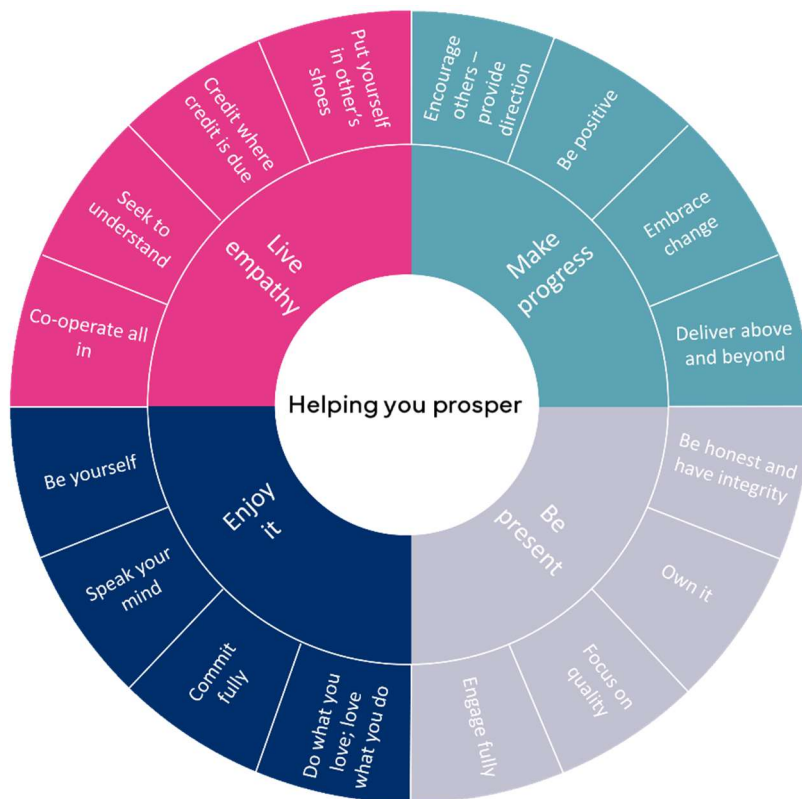 Helping you prosper
Make
progress
Encourage
others –
provide
direction
Be positive
Embrace
change
Deliver above
and beyond
Be
present
Be honest and
have integrity
Own it
Focus on
quality
Engage fully
Enjoy
it
Do what you
love; love
what you do
Commit
fully
Speak your
mind
Be yourself
Live
empathy
Co-operate all
in
Seek to
understand
Credit where
credit is due
Put yourself
in other's
shoes